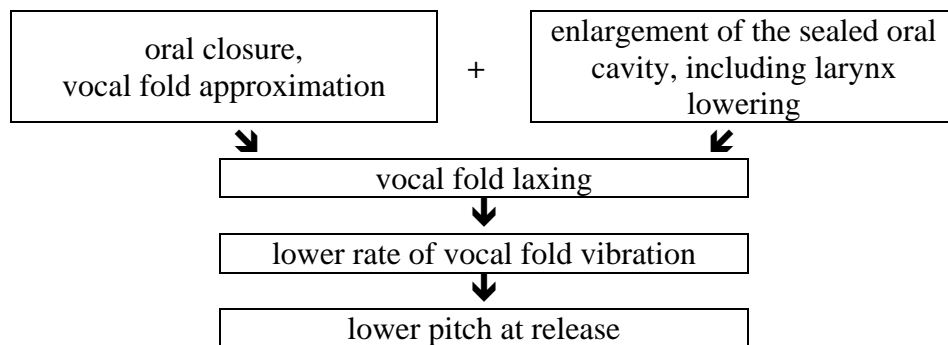 oral closure,
vocal fold approximation
+
enlargement of the sealed oral
cavity, including larynx
lowering
vocal fold laxing
lower rate of vocal fold vibration
lower pitch at release